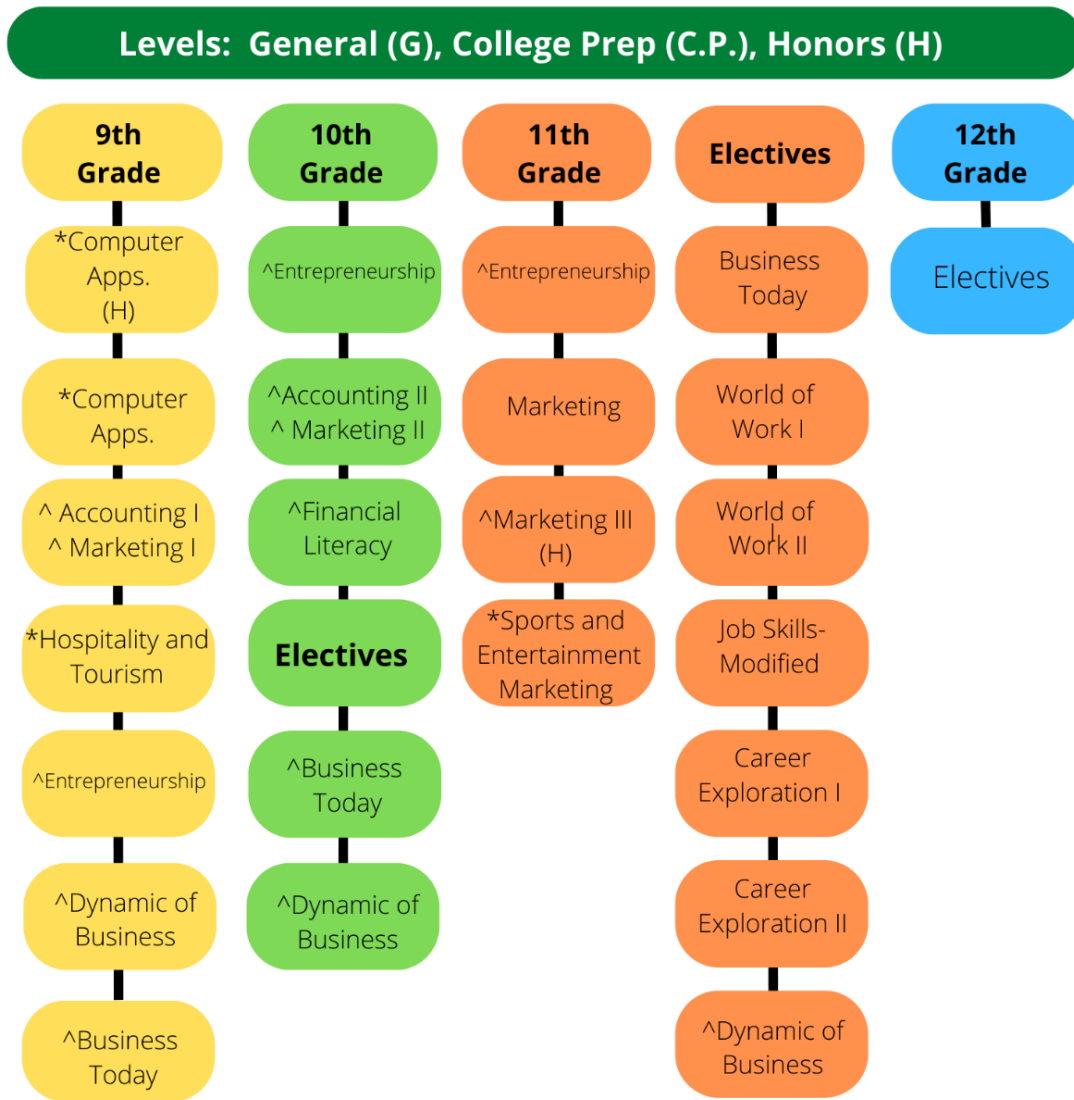 Levels: General (G), College Prep (C.P.), Honors (H)
9th
Grade
*Computer
Apps.
(H)
*Computer
Apps.
^ Accounting I
^ Marketing I
*Hospitality and
Tourism
^Entrepreneurship
^Dynamic of
Business
^Business
Today
10th
Grade
^Entrepreneurship
^Accounting II
^ Marketing II
^Financial
Literacy
Electives
^Business
Today
^Dynamic of
Business
11th
Grade
^Entrepreneurship
Marketing
^Marketing III
(H)
*Sports and
Entertainment
Marketing
Electives
Business
Today
World of
Work I
World of
Work II
Job Skills-
Modified
Career
Exploration I
Career
Exploration II
^Dynamic of
Business
12th
Grade
Electives